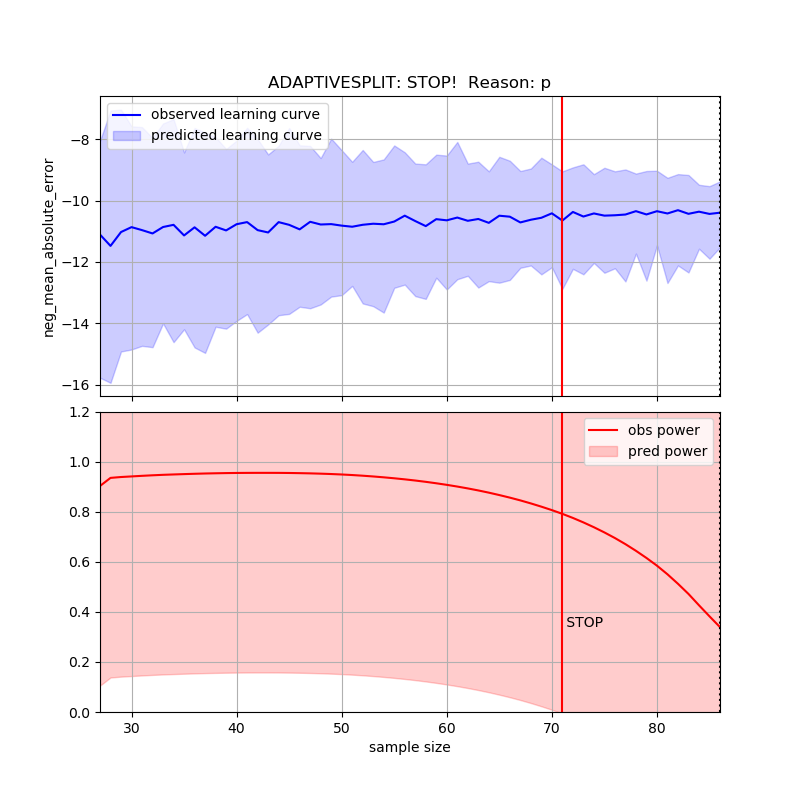 ADAPTIVESPLIT: STOP!  Reason: p
observed learning curve
predicted learning curve
neg_mean_absolute_error
−8
−10
−12
−14
−16
obs power
pred power
1.2
1.0
0.8
0.6
0.4
0.2
0.0
STOP
30 40 50 60 70 80
sample size